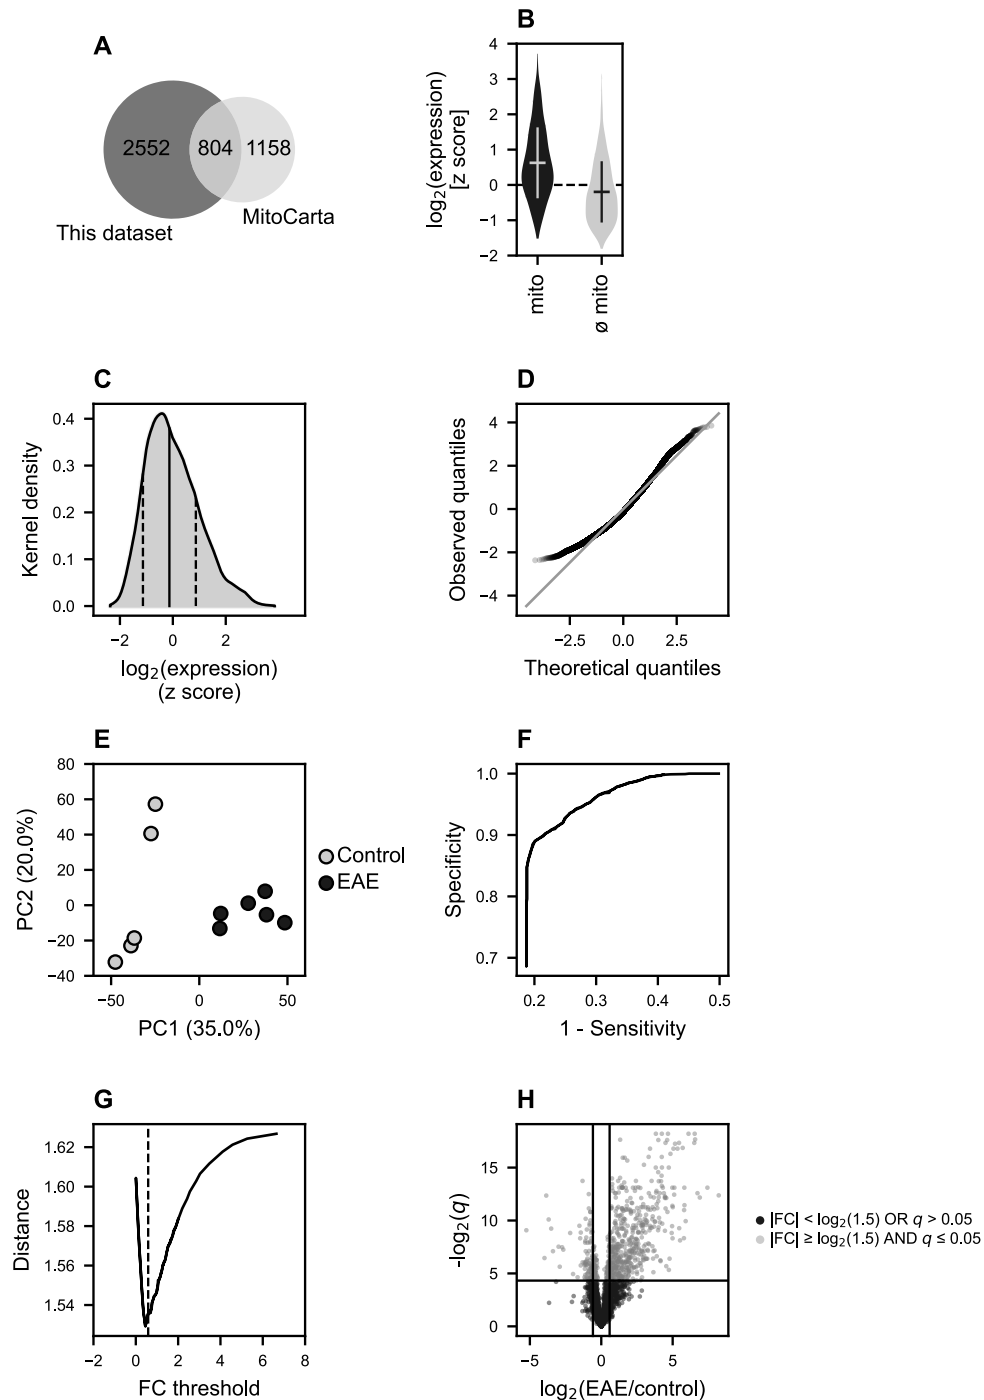 A
2552
804
1158
MitoCarta
This dataset
B
log2(expression)
[z score]
4
3
2
1
0
−1
−2
mito
ø mito
C
Kernel density
0.4
0.3
0.2
0.1
0.0
−2
0
2
log2(expression)
(z score)
D
Observed quantiles
4
2
0
−2
−4
−2.5
0.0
2.5
Theoretical quantiles
E
PC2 (20.0%)
80
60
40
20
0
−20
−40
−50
0
50
PC1 (35.0%)
Control
EAE
F
Specificity
1.0
0.9
0.8
0.7
0.2
0.3
0.4
0.5
1 - Sensitivity
G
Distance
1.62
1.60
1.58
1.56
1.54
−2
0
2
4
6
8
FC threshold
H
-log2(q)
15
10
5
0
−5
0
5
log2(EAE/control)
|FC| < log2(1.5) OR q > 0.05
|FC| ≥ log2(1.5) AND q ≤ 0.05